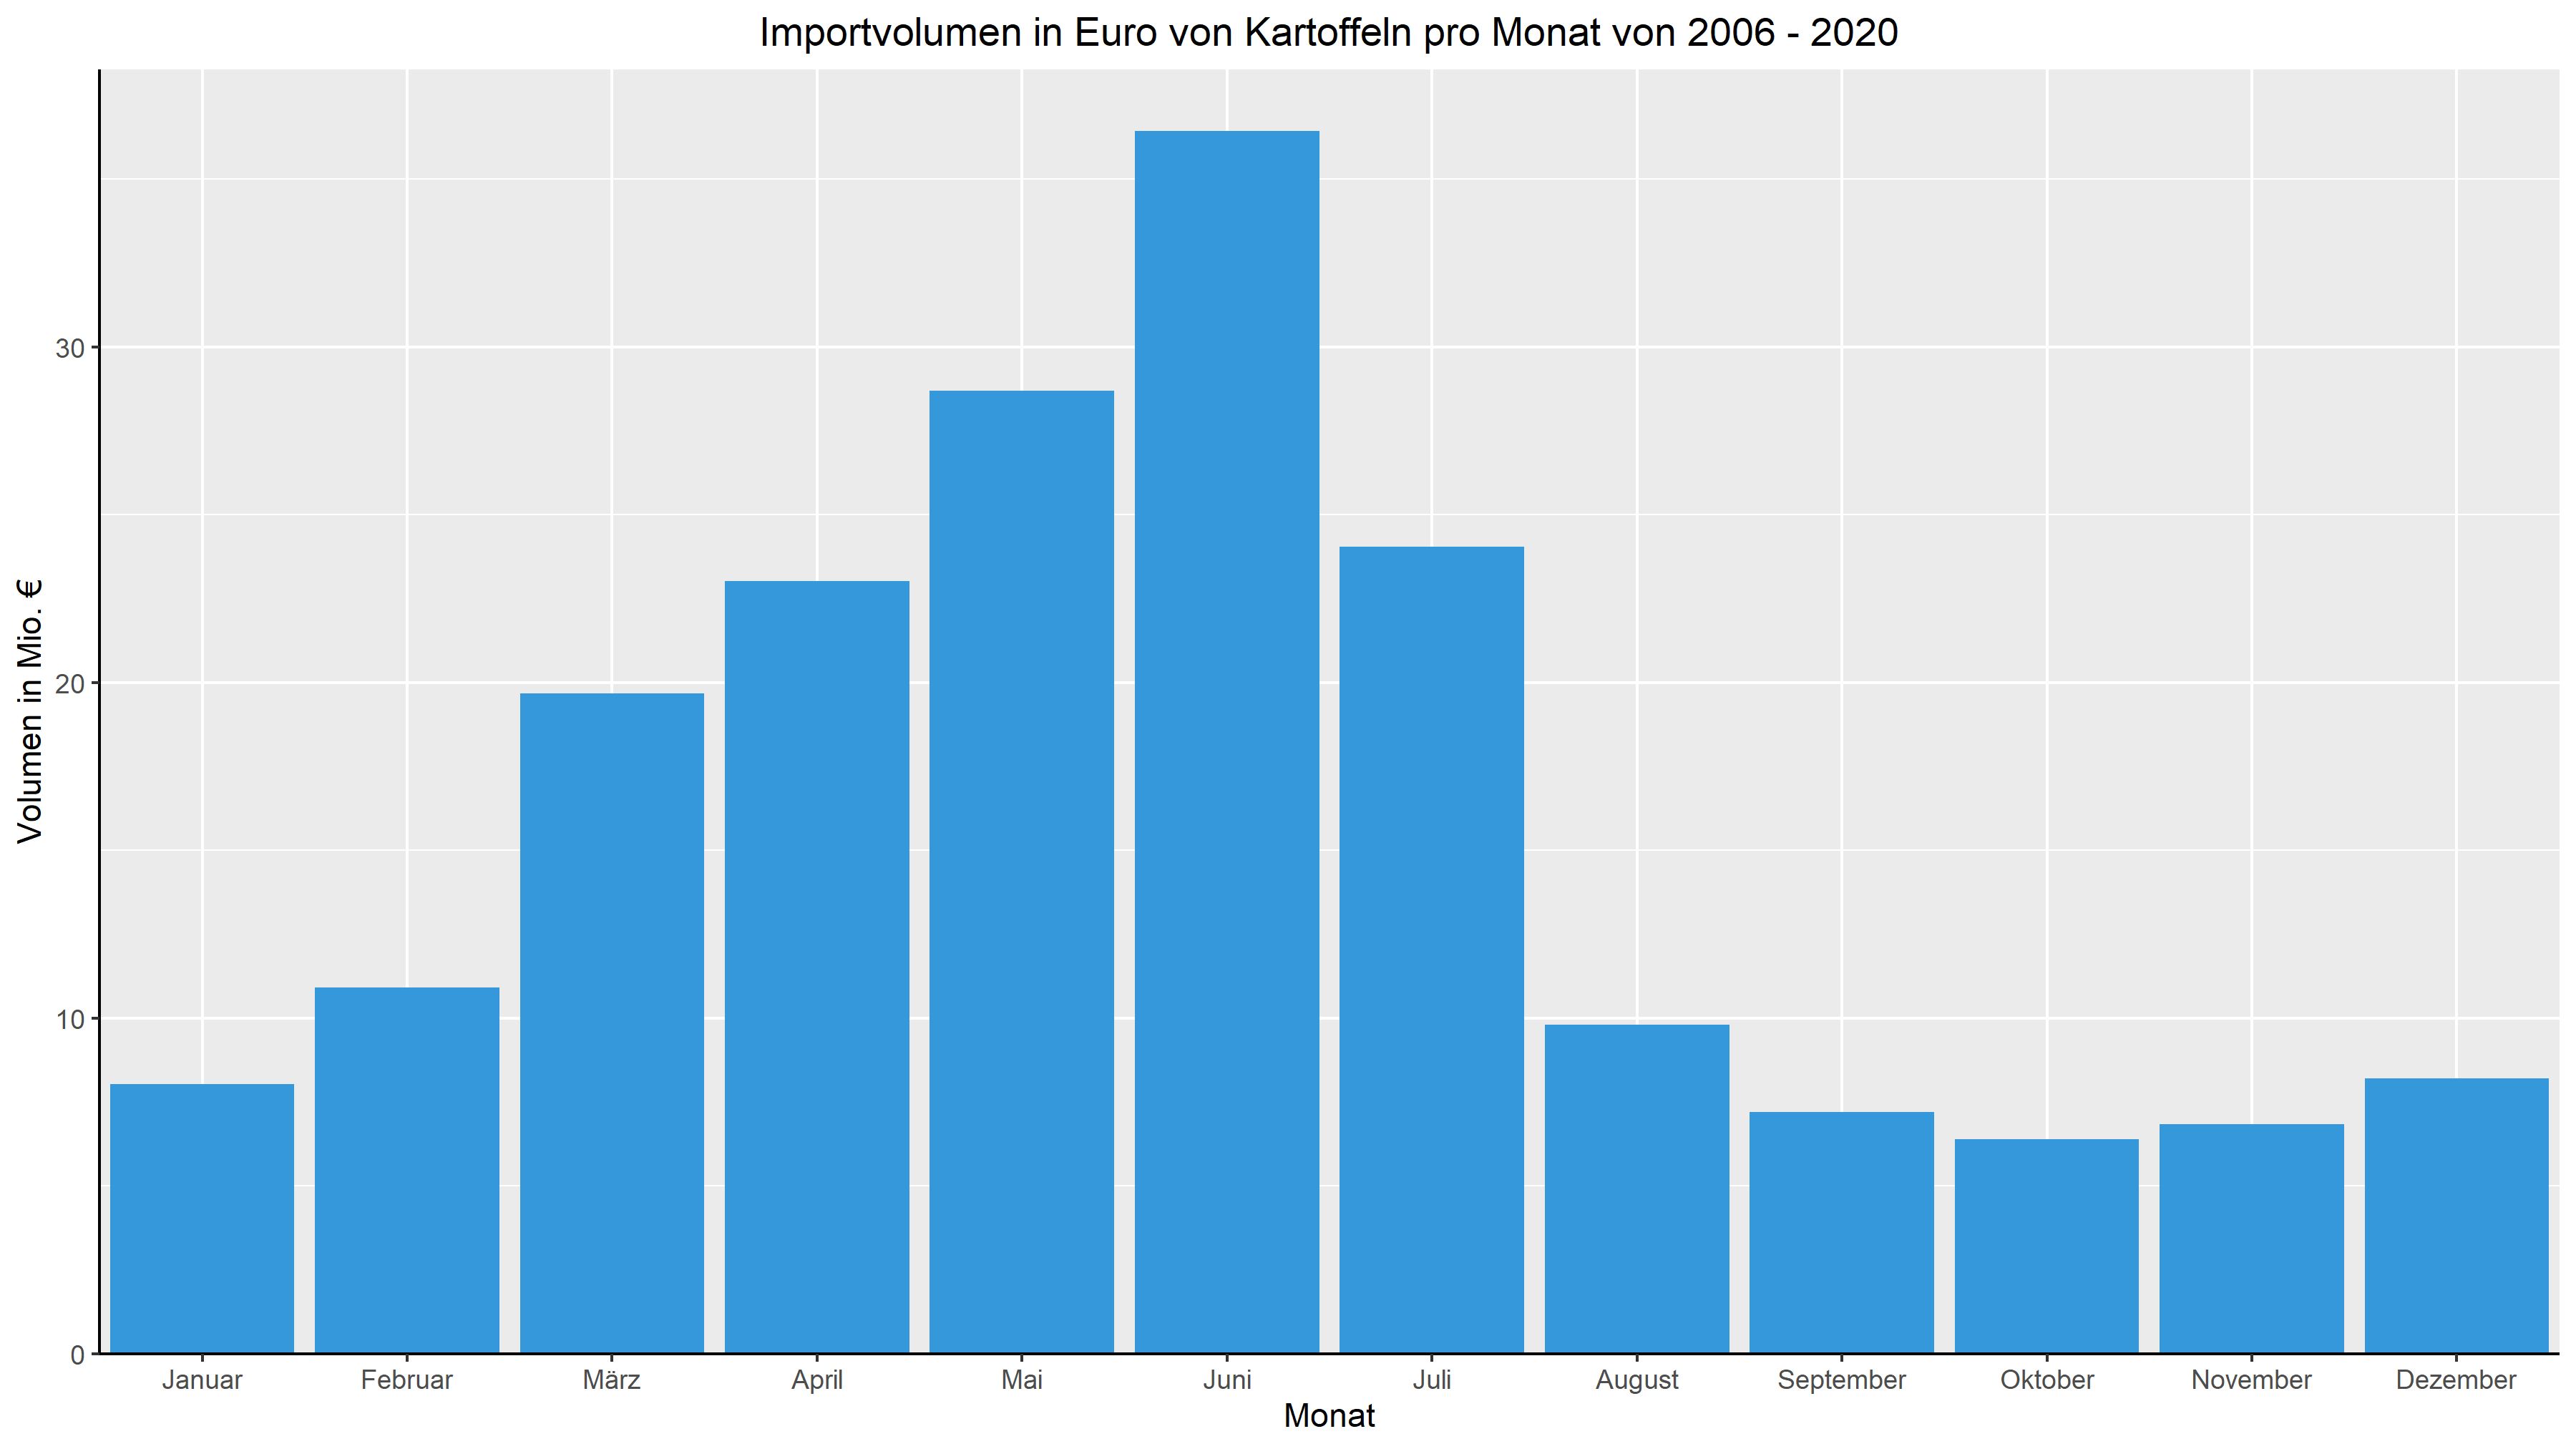 Importvolumen in Euro von Kartoffeln pro Monat von 2006 - 2020
Volumen in Mio. €
30
20
10
0
Januar Februar März April Mai Juni Juli August September Oktober November Dezember
Monat